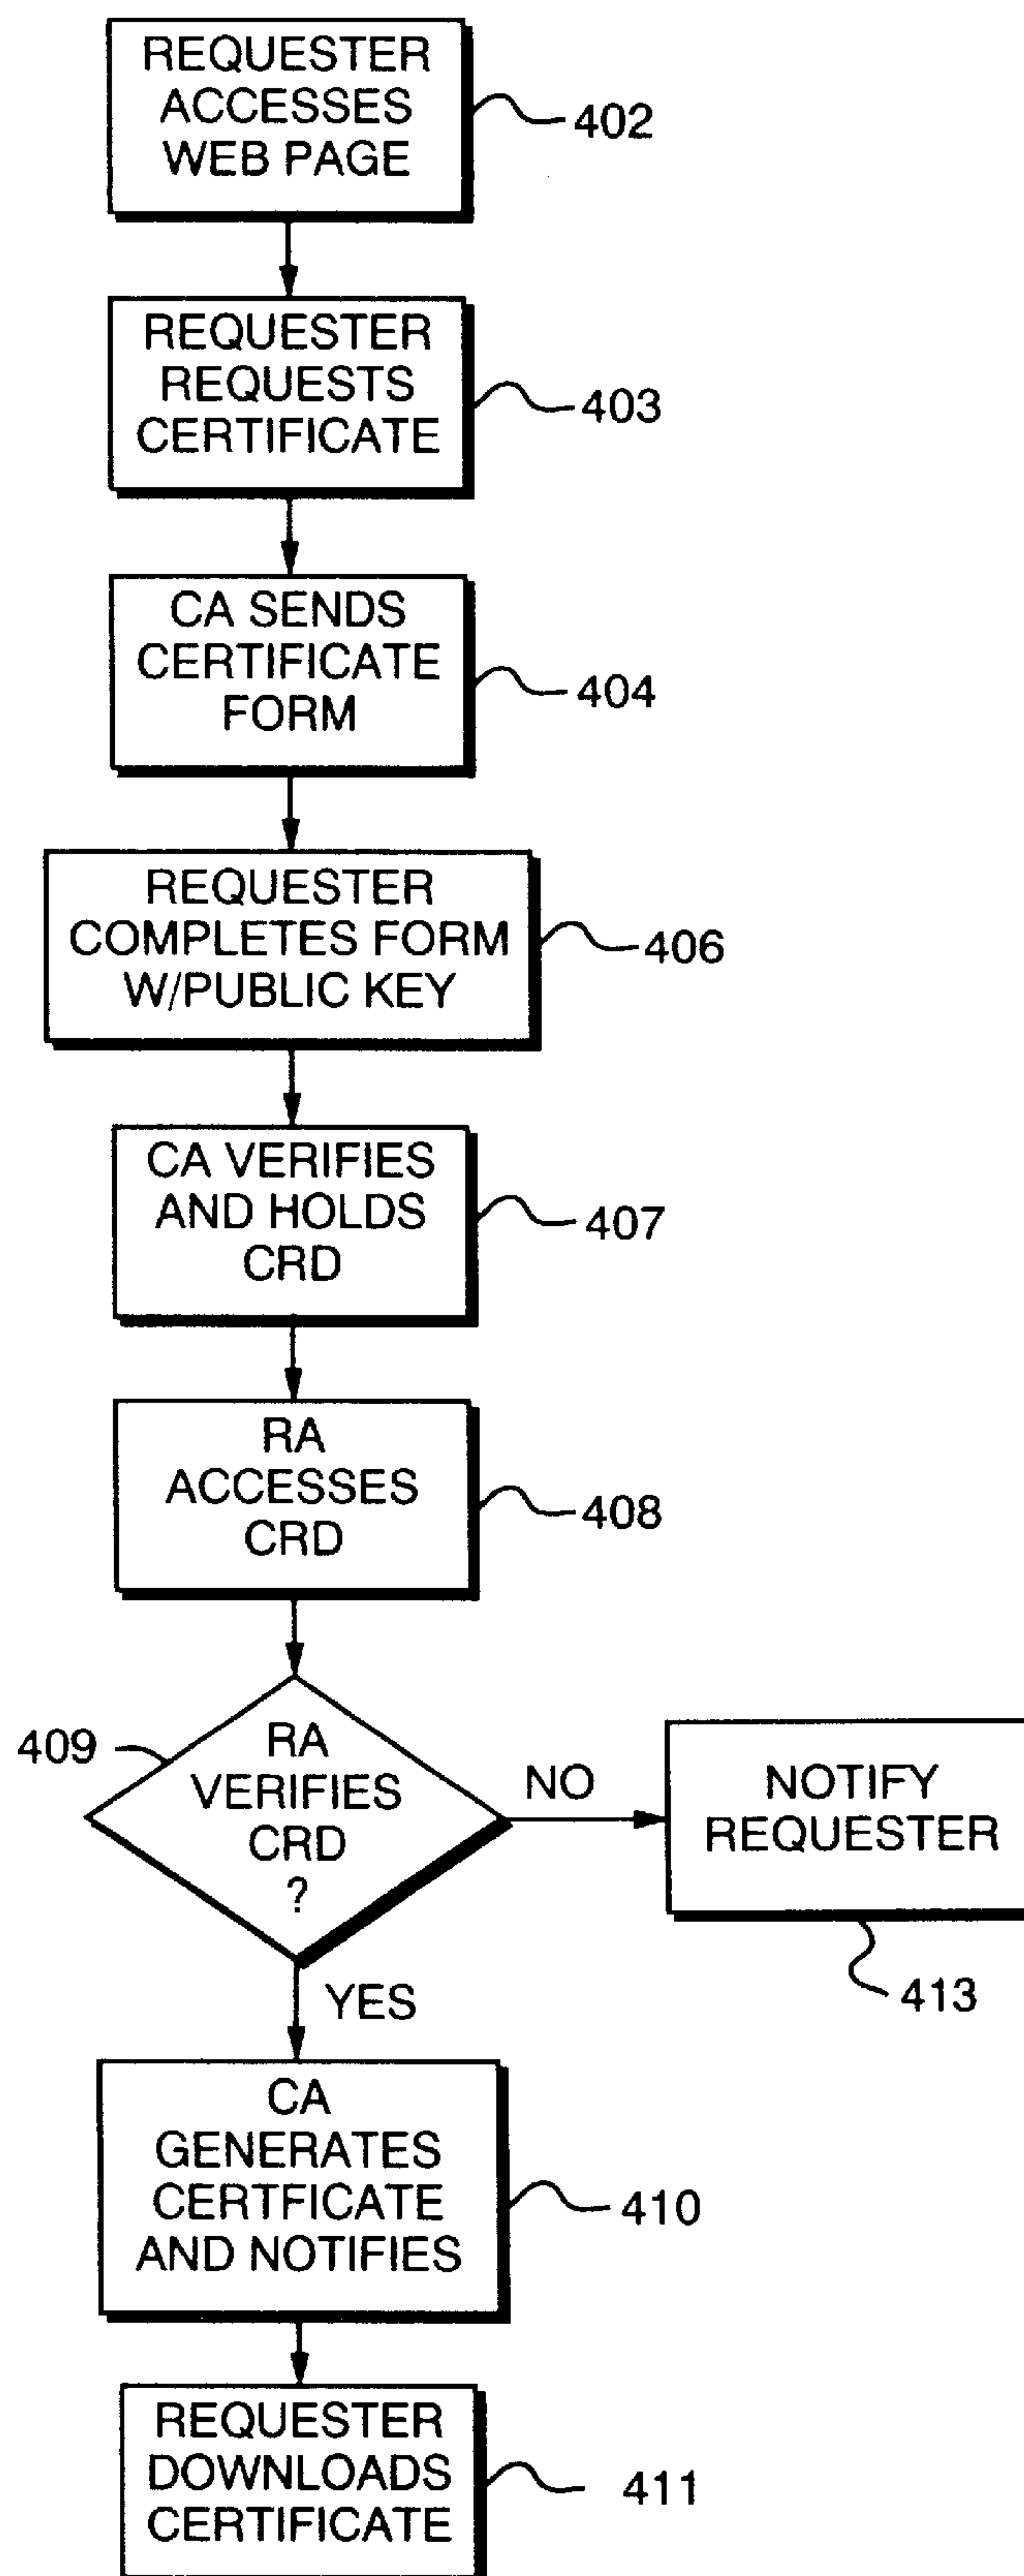 REQUESTER
ACCESSES
WEB PAGE
402
REQUESTER
REQUESTS
CERTIFICATE
403
CA SENDS
CERTIFICATE
FORM
404
REQUESTER
COMPLETES FORM
W/PUBLIC KEY
406
CA VERIFIES
AND HOLDS
CRD
407
RA
ACCESSES
CRD
408
409
RA
VERIFIES
CRD
?
NO
NOTIFY
REQUESTER
413
YES
CA
GENERATES
CERTFICATE
AND NOTIFIES
410
REQUESTER
DOWNLOADS
CERTIFICATE
411